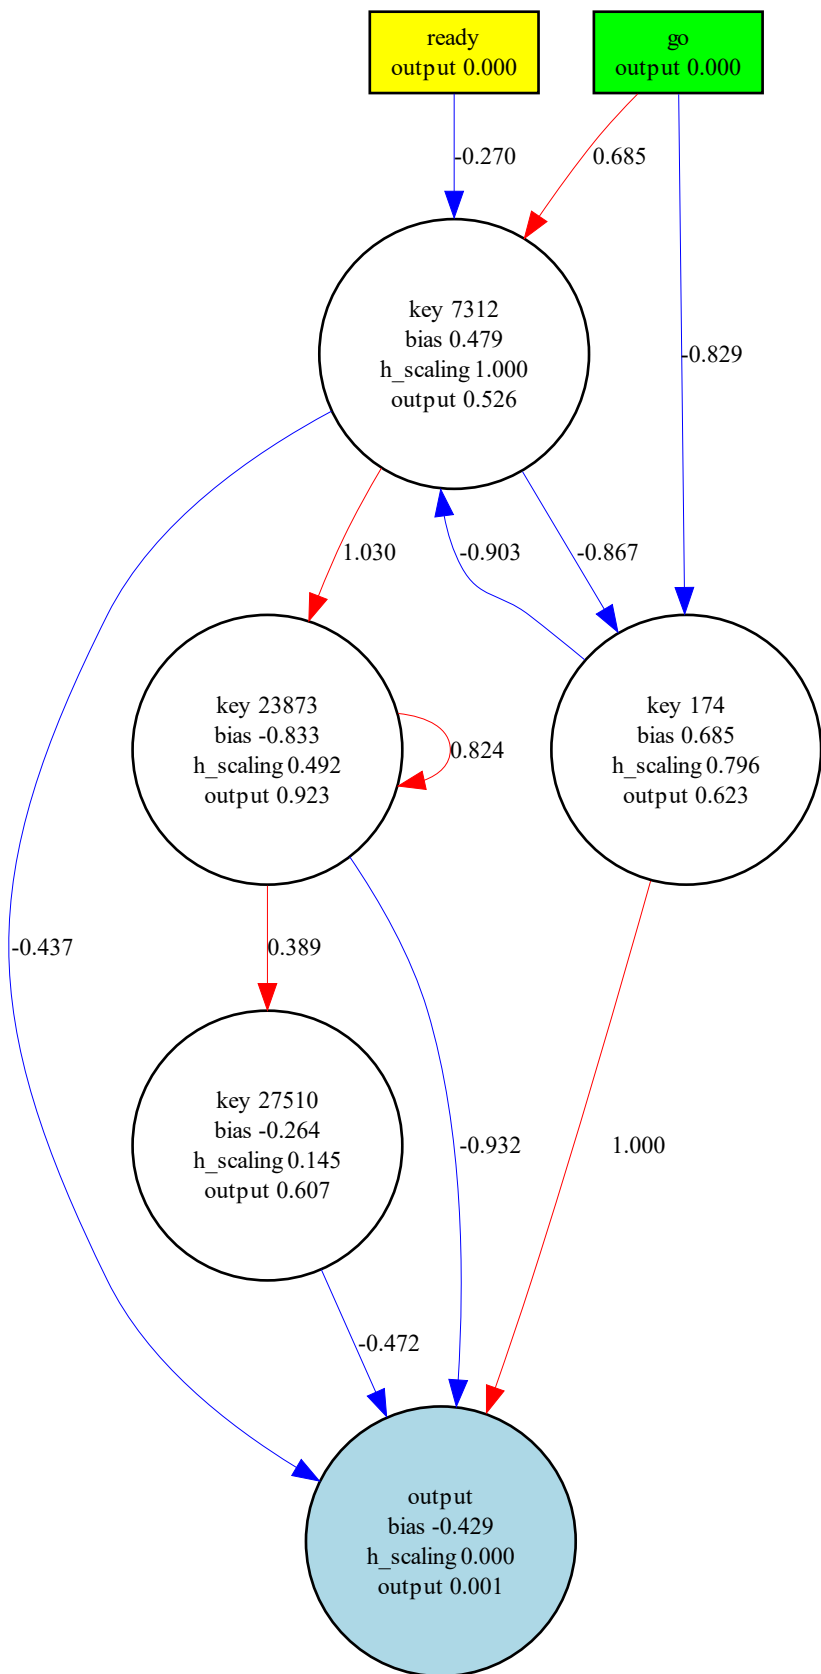 ready
output 0.000
go
output 0.000
-0.270
0.685
key 7312
bias 0.479
h_scaling 1.000
output 0.526
-0.829
1.030
-0.903
-0.867
key 23873
bias -0.833
h_scaling 0.492
output 0.923
0.824
key 174
bias 0.685
h_scaling 0.796
output 0.623
-0.437
0.389
key 27510
bias -0.264
h_scaling 0.145
output 0.607
-0.932
1.000
-0.472
output
bias -0.429
h_scaling 0.000
output 0.001